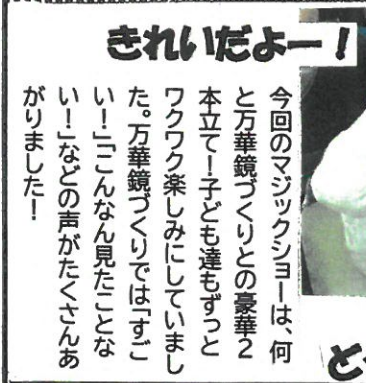 きれいだよー！
今回のマジックショーは、何
と万華鏡づくりとの豪華2
本立て！子ども達もずっと
ワクワク楽しみにしていまし
た。万華鏡づくりでは「すご
い！」「こんなん見たことな
い！」などの声がたくさんあ
がりました！